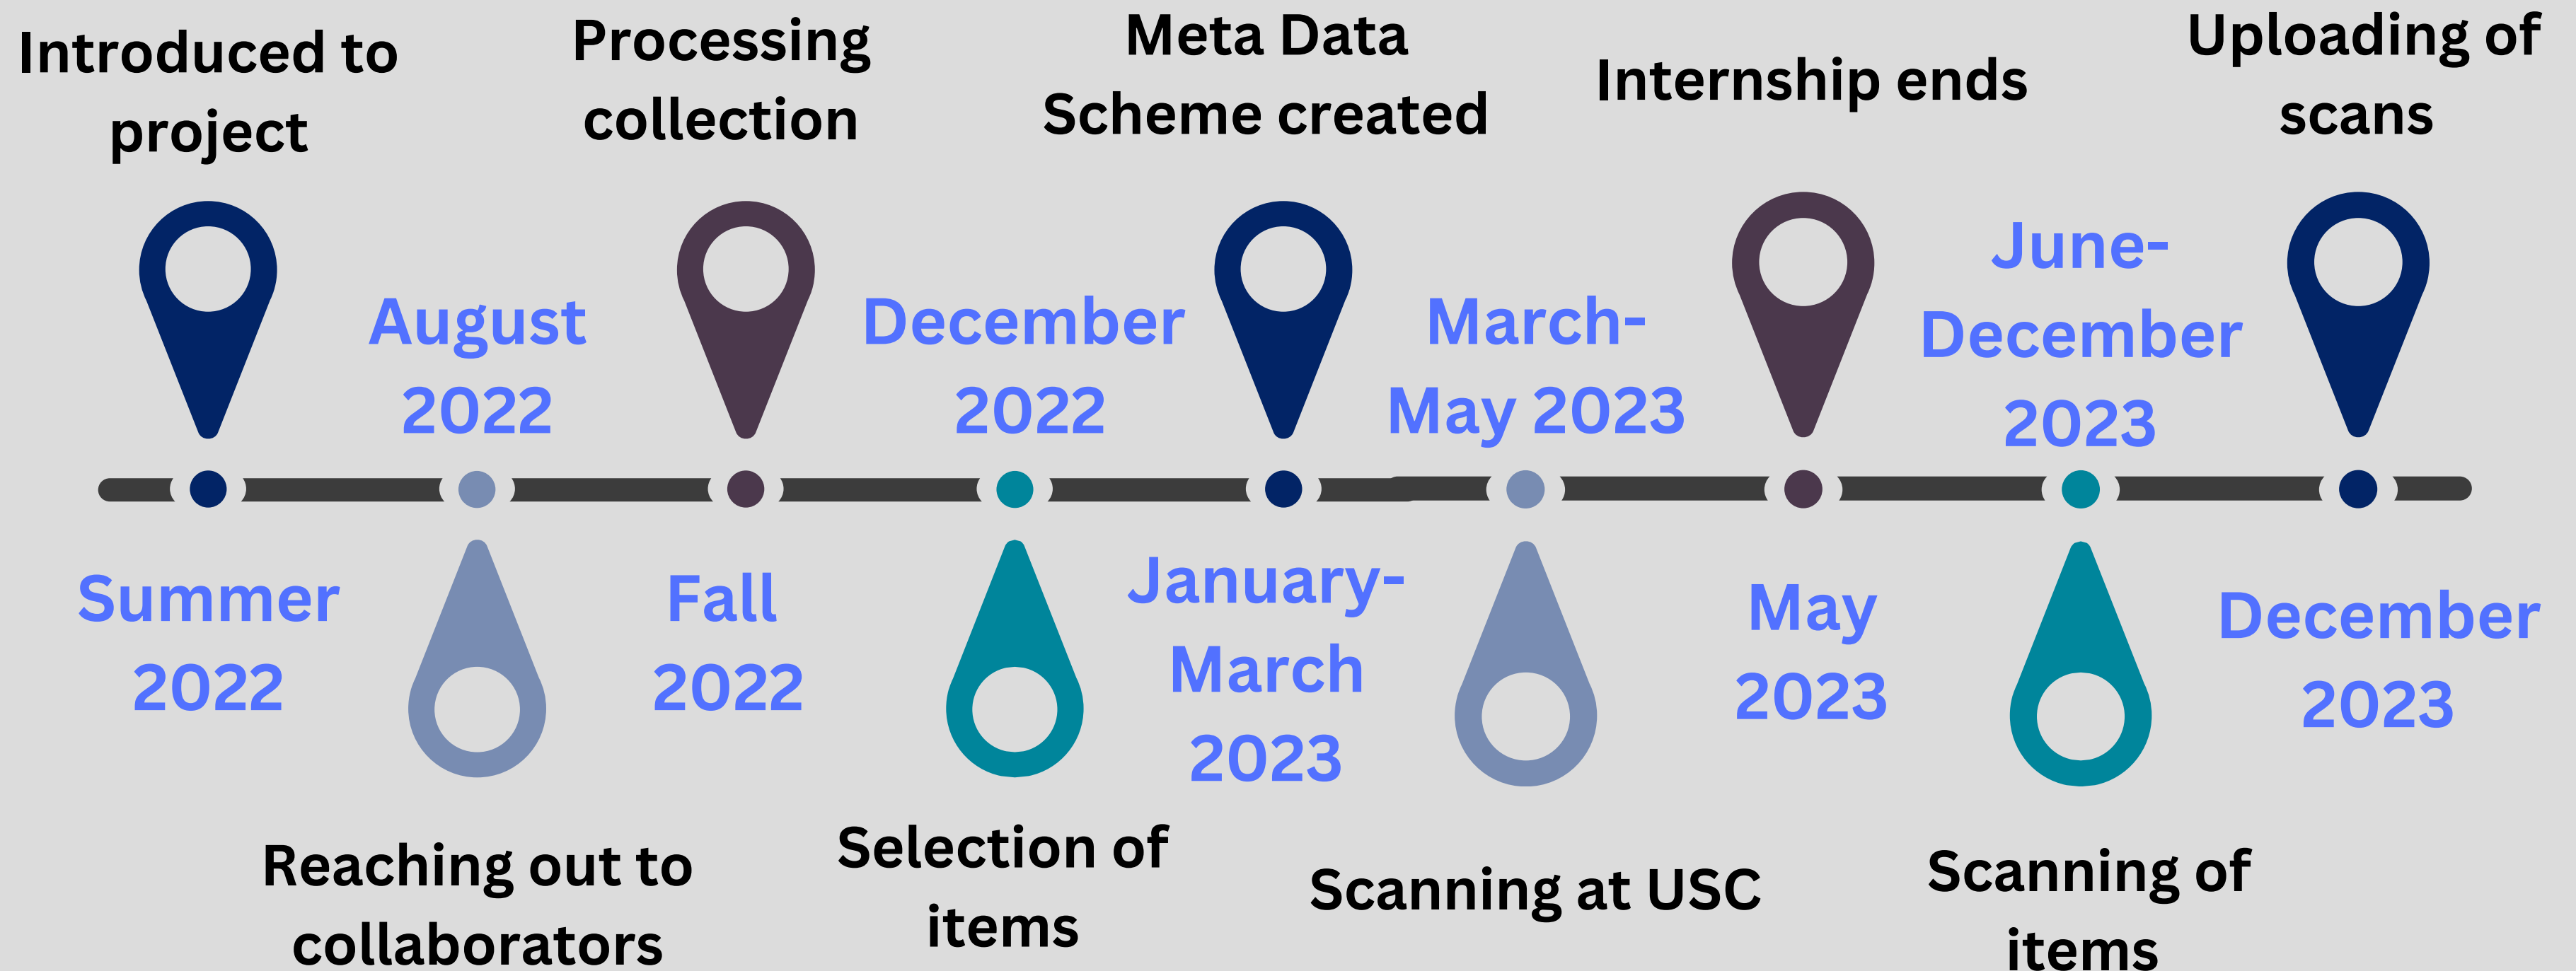 Introduced to
project
Summer
2022
August
2022
Reaching out to
collaborators
Processing
collection
Fall
2022
December
2022
Selection of
items
Meta Data
Scheme created
January-
March
2023
March-
May 2023
Scanning at USC
Internship ends
May
2023
June-
December
2023
Scanning of
items
Uploading of
scans
December
2023